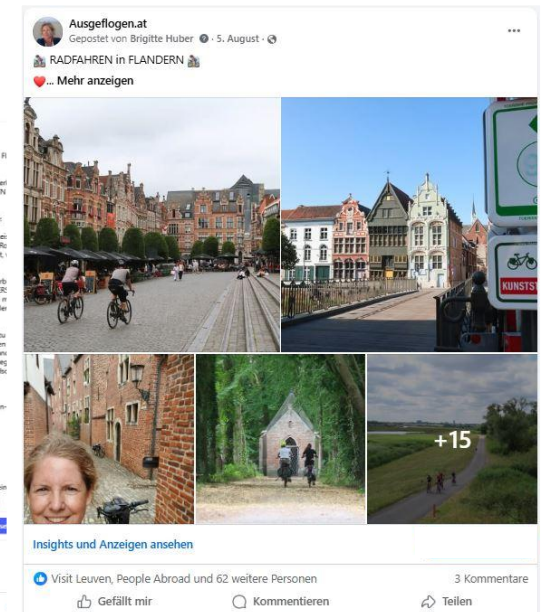 Ausgeflogen.at
Gepostet von Brigitte Huber · 5. August ·
RADFAHREN in FLANDERN
... Mehr anzeigen
KUNSTST
+15
Insights und Anzeigen ansehen
Visit Leuven, People Abroad und 62 weitere Personen
3 Kommentare
Gefällt mir
Kommentieren
Teilen